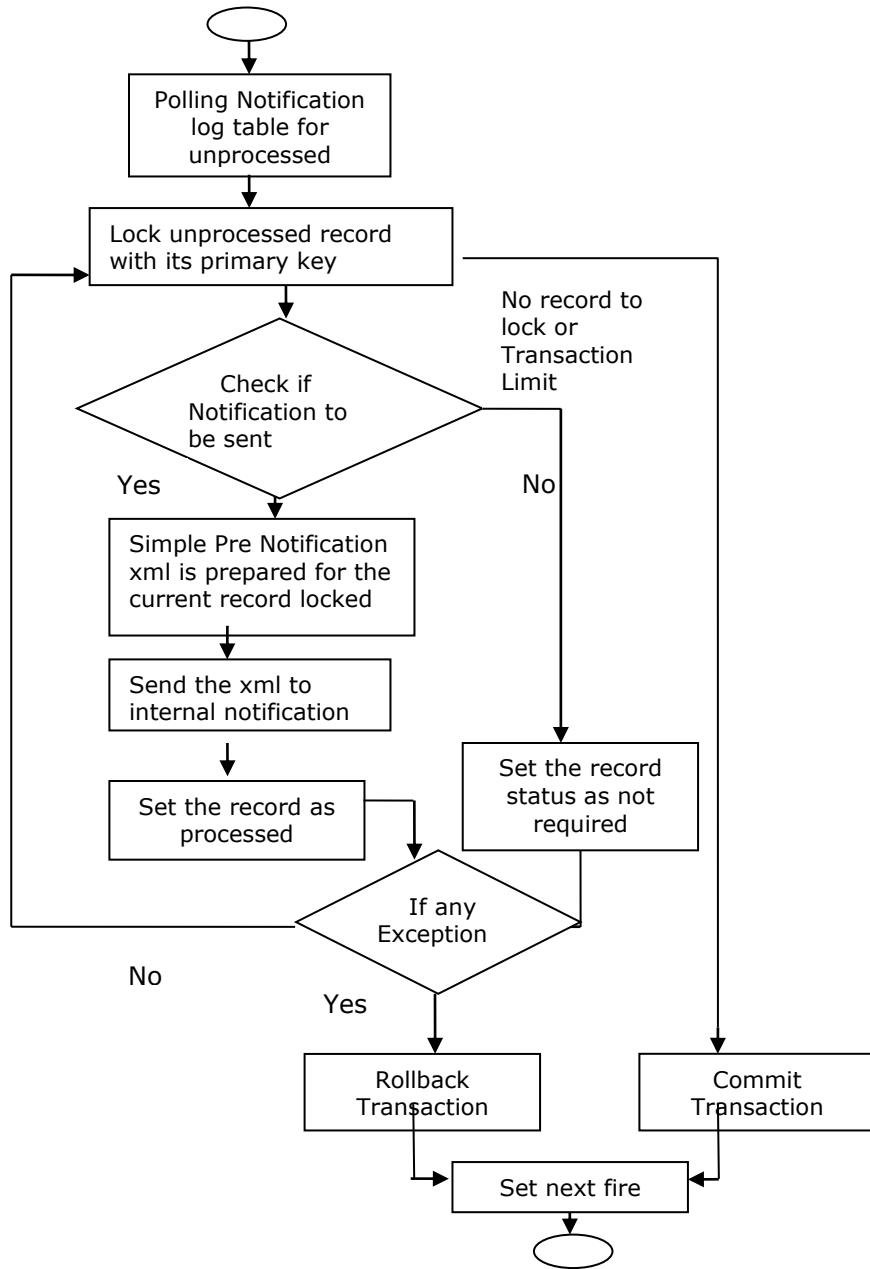 Polling Notification
log table for
unprocessed
Lock unprocessed record
with its primary key
No record to
lock or
Transaction
Limit
Check if
Notification to
be sent
Yes
No
Simple Pre Notification
xml is prepared for the
current record locked
Send the xml to
internal notification
Set the record as
processed
Set the record
status as not
required
If any
Exception
No
Yes
Rollback
Transaction
Commit
Transaction
Set next fire